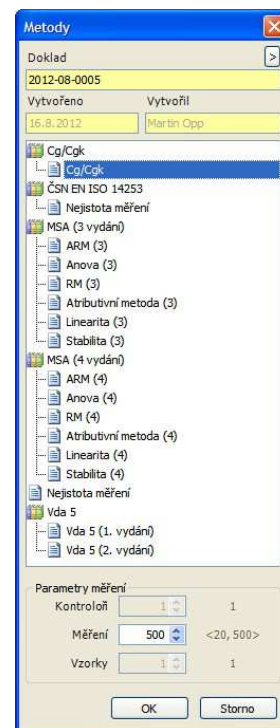 Metody
Doklad
>
2012-08-0005
Vytvořeno Vytvořil
16.8.2012 Martin Opp
Cg/Cgk
Cg/Cgk
ČSN EN ISO 14253
Nejistota měření
MSA (3 vydání)
ARM (3)
Anova (3)
RM (3)
Atributivní metoda (3)
Linearita (3)
Stabilita (3)
MSA (4 vydání)
ARM (4)
Anova (4)
RM (4)
Atributivní metoda (4)
Linearita (4)
Stabilita (4)
Nejistota měření
Vda 5
Vda 5 (1. vydání)
Vda 5 (2. vydání)
Parametry měření
Kontroloři 1 1
Měření 500 <20, 500>
Vzorky 1 1
OK Storno